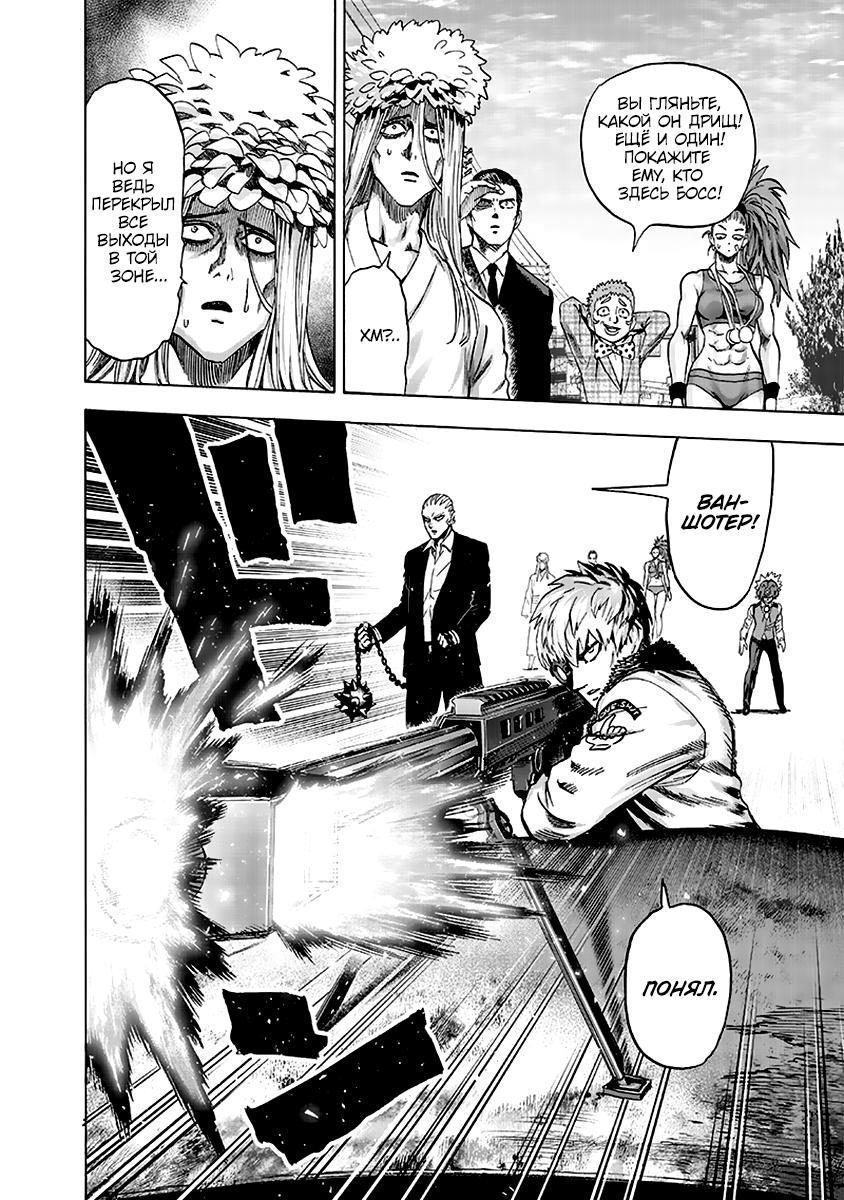 ВЫ ГЛЯНЬТЕ,
КАКОЙ ОН ДРИЩ!
ЕЩЁ И ОДИН!
ПОКАЖИТЕ
ЕМУ, КТО
ЗДЕСЬ БОСС!
ХМ?..
НО Я
ВЕДЬ
ПЕРЕКРЫЛ
ВСЕ
ВЫХОДЫ
В ТОЙ
ЗОНЕ...
ВАН-
ШОТЕР!
ПОНЯЛ.